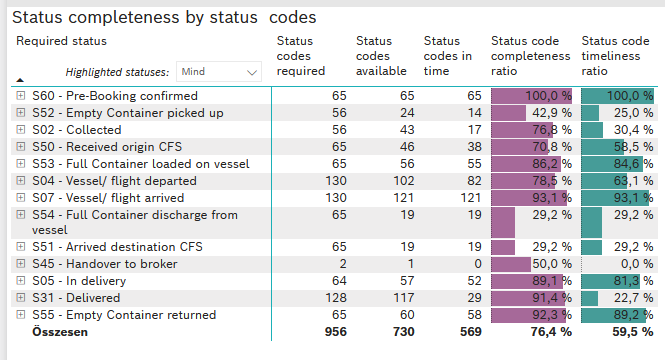 Status completeness by status codes
Required status Status codes required Status codes available Status codes in time Status code completeness ratio Status code timeliness ratio
Highlighted statuses: Mind
S60 - Pre-Booking confirmed 65 65 65 100,0 % 100,0 %
S52 - Empty Container picked up 56 24 14 42,9 % 25,0 %
S02 - Collected 56 43 17 76,8 % 30,4 %
S50 - Received origin CFS 65 46 38 70,8 % 58,5 %
S53 - Full Container loaded on vessel 65 56 55 86,2 % 84,6 %
S04 - Vessel/ flight departed 130 102 82 78,5 % 63,1 %
S07 - Vessel/ flight arrived 130 121 121 93,1 % 93,1 %
S54 - Full Container discharge from vessel 65 19 19 29,2 % 29,2 %
S51 - Arrived destination CFS 65 19 19 29,2 % 29,2 %
S45 - Handover to broker 2 1 0 50,0 % 0,0 %
S05 - In delivery 64 57 52 89,1 % 81,3 %
S31 - Delivered 128 117 29 91,4 % 22,7 %
S55 - Empty Container returned 65 60 58 92,3 % 89,2 %
Összesen 956 730 569 76,4 % 59,5 %